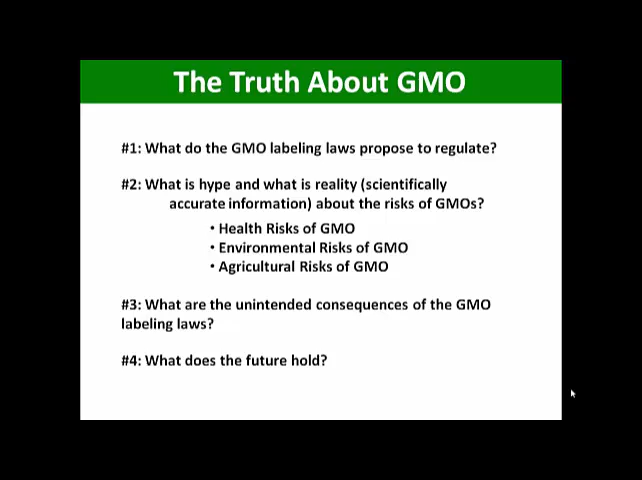 The Truth About GMO
#1: What do the GMO labeling laws propose to regulate?
#2: What is hype and what is reality (scientifically
accurate information) about the risks of GMOs?
• Health Risks of GMO
• Environmental Risks of GMO
• Agricultural Risks of GMO
#3: What are the unintended consequences of the GMO
labeling laws?
#4: What does the future hold?